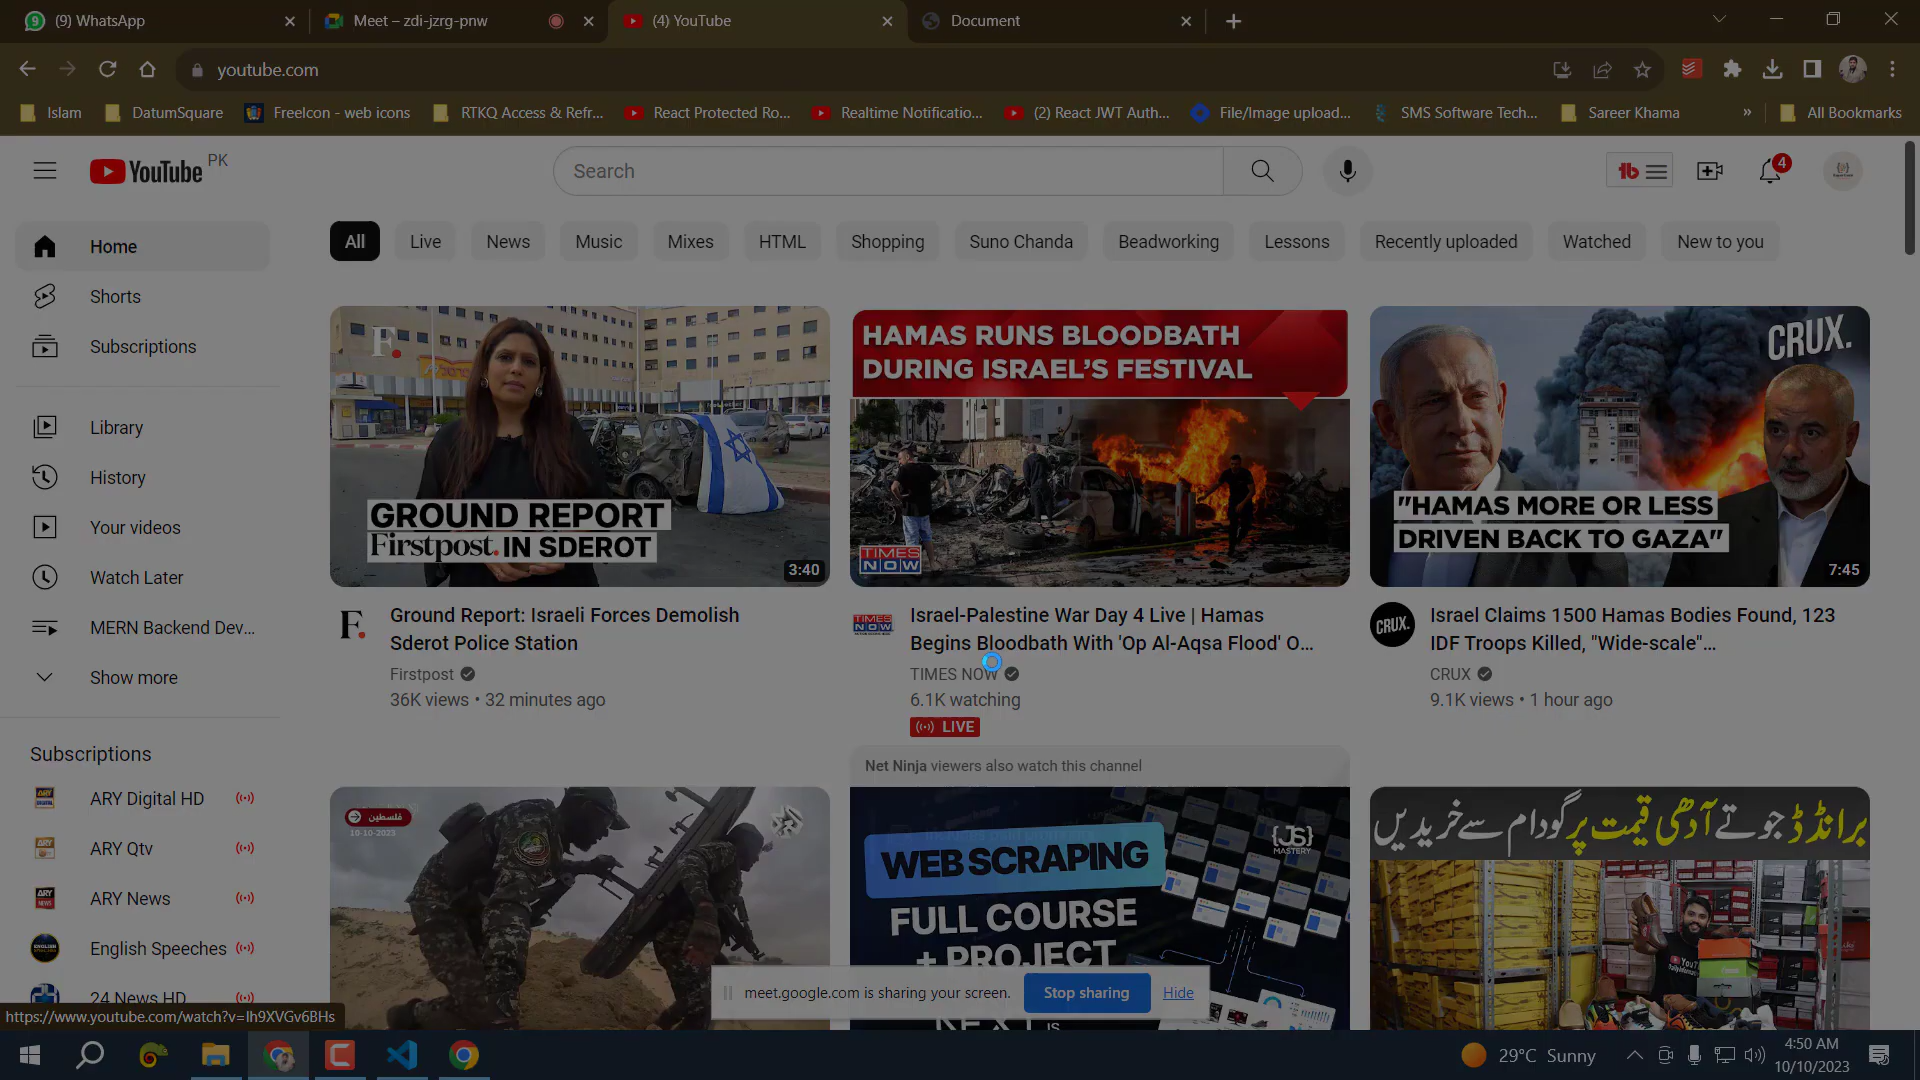 (9) WhatsApp
Meet – zdi-jzrg-pnw
(4) YouTube
Document
youtube.com
Islam
DatumSquare
FreeIcon - web icons
RTKQ Access & Refr...
React Protected Ro...
Realtime Notificatio...
(2) React JWT Auth...
File/Image upload...
SMS Software Tech...
Sareer Khama
»
All Bookmarks
YouTube PK
Search
4
Home
Shorts
Subscriptions
Library
History
Your videos
Watch Later
MERN Backend Dev...
Show more
Subscriptions
ARY Digital HD
ARY Qtv
ARY News
English Speeches
24 News HD
All
Live
News
Music
Mixes
HTML
Shopping
Suno Chanda
Beadworking
Lessons
Recently uploaded
Watched
New to you
F.
GROUND REPORT
Firstpost. IN SDEROT
3:40
F.
Ground Report: Israeli Forces Demolish
Sderot Police Station
Firstpost
36K views • 32 minutes ago
HAMAS RUNS BLOODBATH
DURING ISRAEL'S FESTIVAL
TIMES
NOW
TIMES
NOW
Israel-Palestine War Day 4 Live | Hamas
Begins Bloodbath With 'Op Al-Aqsa Flood' O...
TIMES NOW
6.1K watching
LIVE
CRUX.
"HAMAS MORE OR LESS
DRIVEN BACK TO GAZA"
7:45
CRUX.
Israel Claims 1500 Hamas Bodies Found, 123
IDF Troops Killed, "Wide-scale"...
CRUX
9.1K views • 1 hour ago
فلسطين
10-10-2023
Net Ninja viewers also watch this channel
WEB SCRAPING
FULL COURSE
+ PROJECT
{JS}
MASTERY
برانڈڈ جوتے آدھی قیمت پر گودام سے خریدیں
meet.google.com is sharing your screen.
Stop sharing
Hide
https://www.youtube.com/watch?v=Ih9XVGv6BHs
29°C Sunny
4:50 AM
10/10/2023